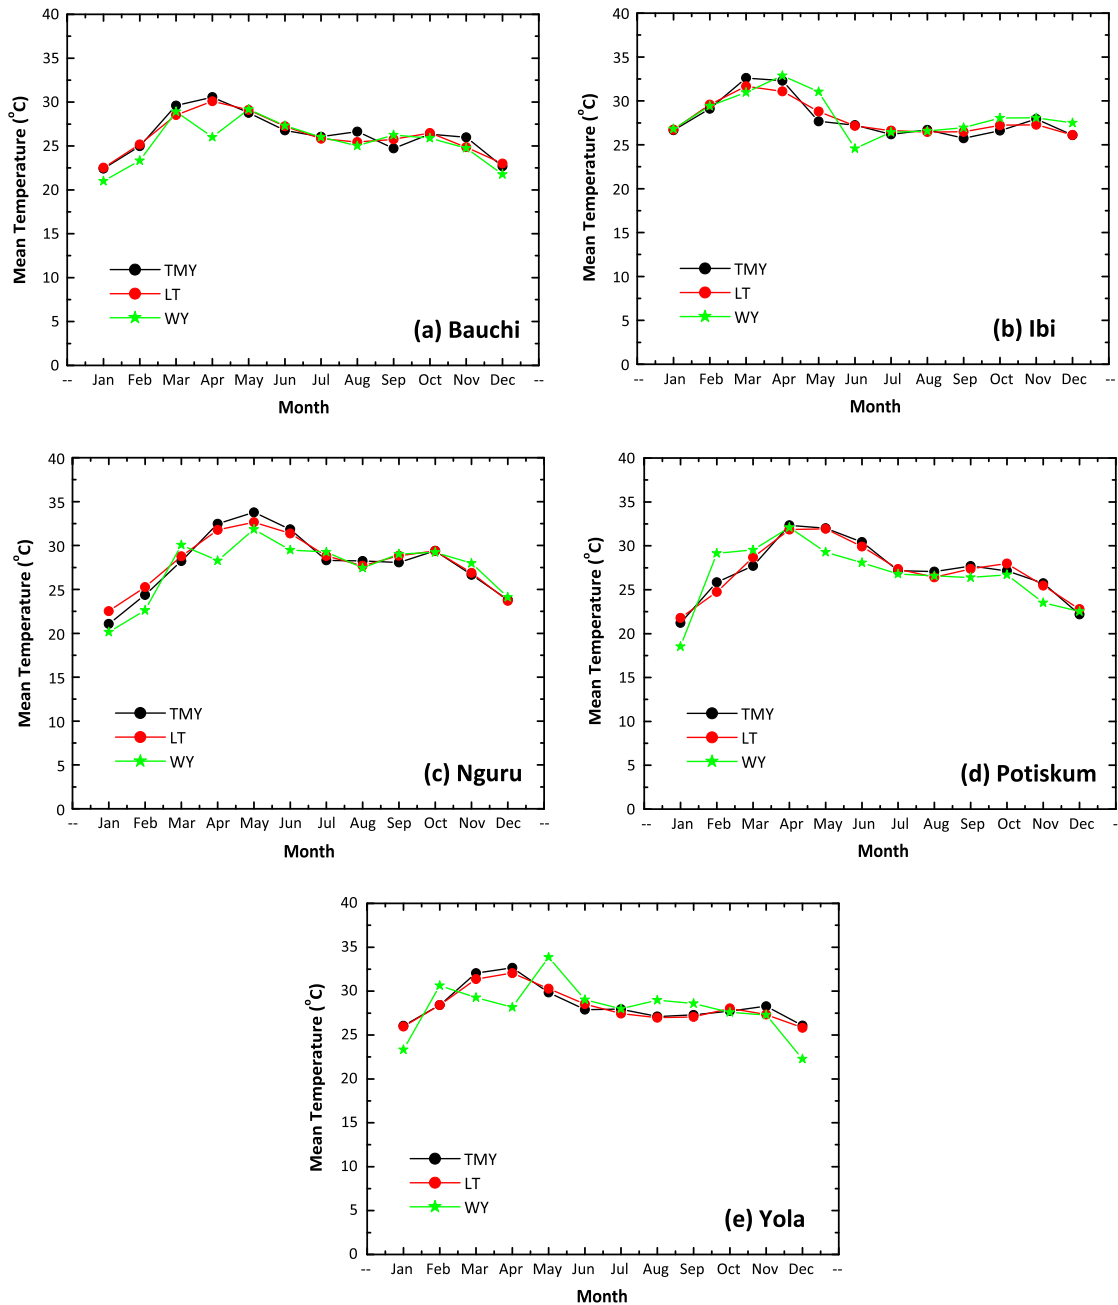 40
35
30
25
20
15
10
5
0
Mean Temperature (°C)
TMY
LT
WY
(a) Bauchi
-- Jan Feb Mar Apr May Jun Jul Aug Sep Oct Nov Dec --
Month
40
35
30
25
20
15
10
5
0
Mean Temperature (°C)
TMY
LT
WY
(b) Ibi
-- Jan Feb Mar Apr May Jun Jul Aug Sep Oct Nov Dec --
Month
40
35
30
25
20
15
10
5
0
Mean Temperature (°C)
TMY
LT
WY
(c) Nguru
-- Jan Feb Mar Apr May Jun Jul Aug Sep Oct Nov Dec --
Month
40
35
30
25
20
15
10
5
0
Mean Temperature (°C)
TMY
LT
WY
(d) Potiskum
-- Jan Feb Mar Apr May Jun Jul Aug Sep Oct Nov Dec --
Month
40
35
30
25
20
15
10
5
0
Mean Temperature (°C)
TMY
LT
WY
(e) Yola
-- Jan Feb Mar Apr May Jun Jul Aug Sep Oct Nov Dec --
Month